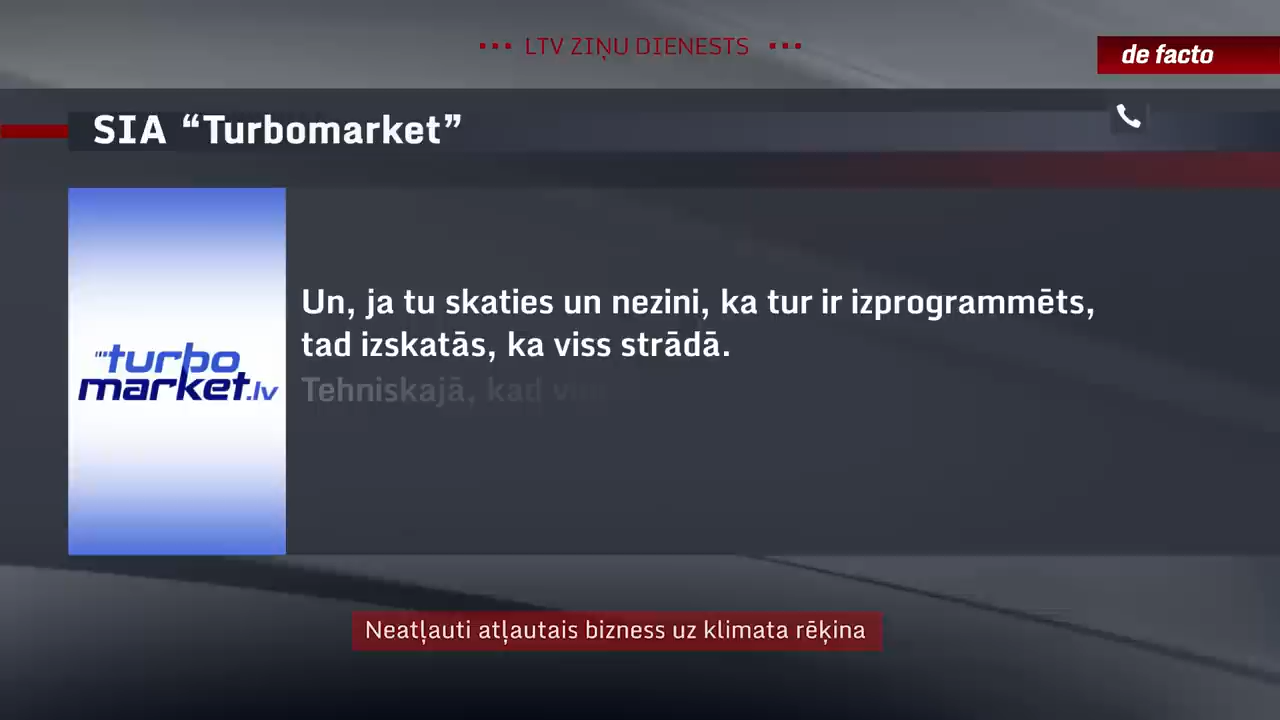 LTV ZIŅU DIENESTS
de facto
SIA “Turbomarket”
turbo
market.lv
Un, ja tu skaties un nezini, ka tur ir izprogrammēts,
tad izskatās, ka viss strādā.
Tehniskajā, kad
Neatļauti atļautais bizness uz klimata rēķina